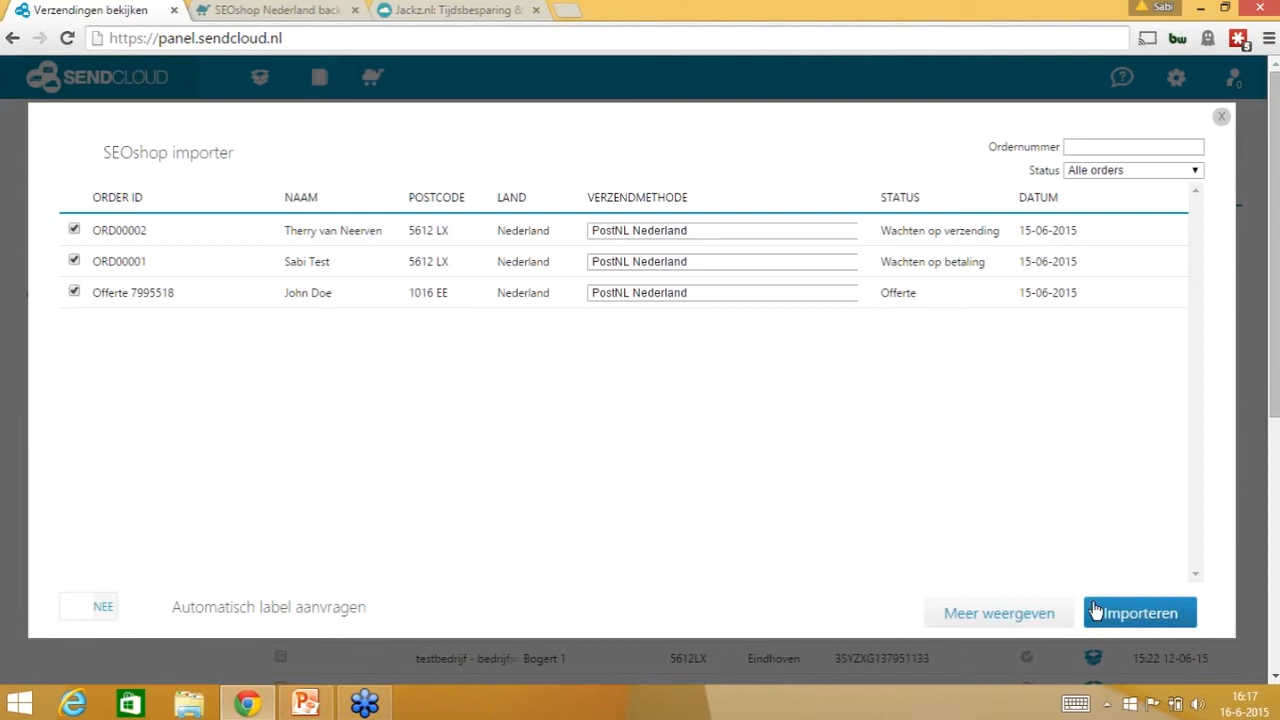 Verzendingen bekijken
SEOshop Nederland back
Jackz.nl: Tijdsbesparing &
Sabi
https://panel.sendcloud.nl
bw
5
SENDCLOUD
0
X
SEOshop importer
Ordernummer
Status Alle orders
ORDER ID NAAM POSTCODE LAND VERZENDMETHODE STATUS DATUM
ORD00002 Therry van Neerven 5612 LX Nederland PostNL Nederland Wachten op verzending 15-06-2015
ORD00001 Sabi Test 5612 LX Nederland PostNL Nederland Wachten op betaling 15-06-2015
Offerte 7995518 John Doe 1016 EE Nederland PostNL Nederland Offerte 15-06-2015
NEE Automatisch label aanvragen Meer weergeven Importeren
testbedrijf - bedrijfs Bogert 1 5612LX Eindhoven 3SYZXG137951133 15:22 12-06-15
16:17
16-6-2015